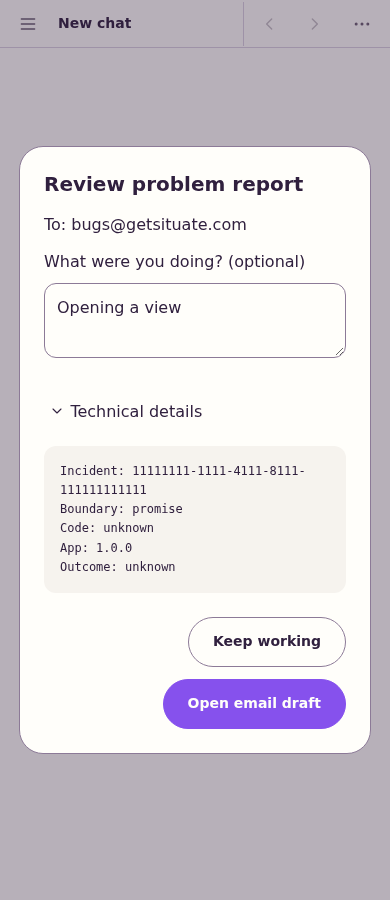 New chat
Review problem report
To: bugs@getsituate.com
What were you doing? (optional)
Opening a view
Technical details
Incident: 11111111-1111-4111-8111-
111111111111
Boundary: promise
Code: unknown
App: 1.0.0
Outcome: unknown
Keep working
Open email draft